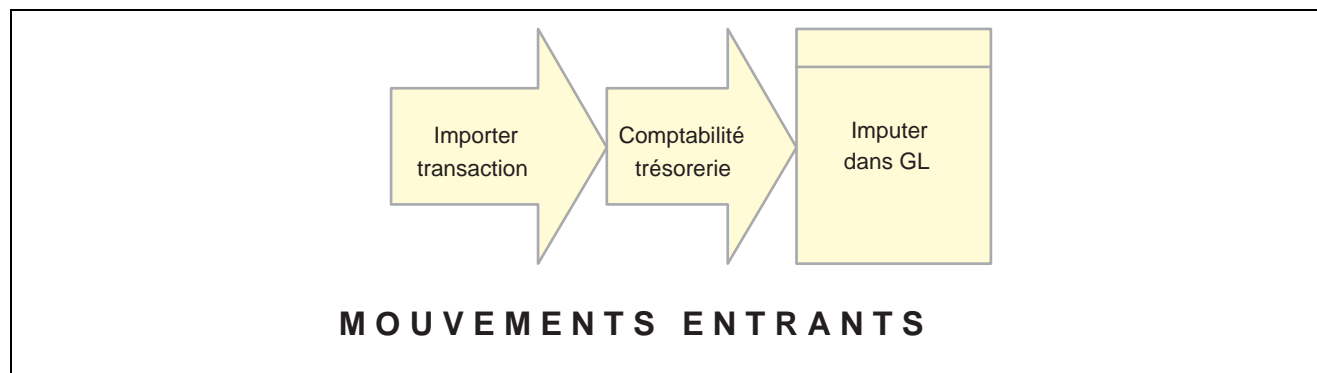 Importer
transaction
Comptabilité
trésorerie
Imputer
dans GL
MOUVEMENTS ENTRANTS